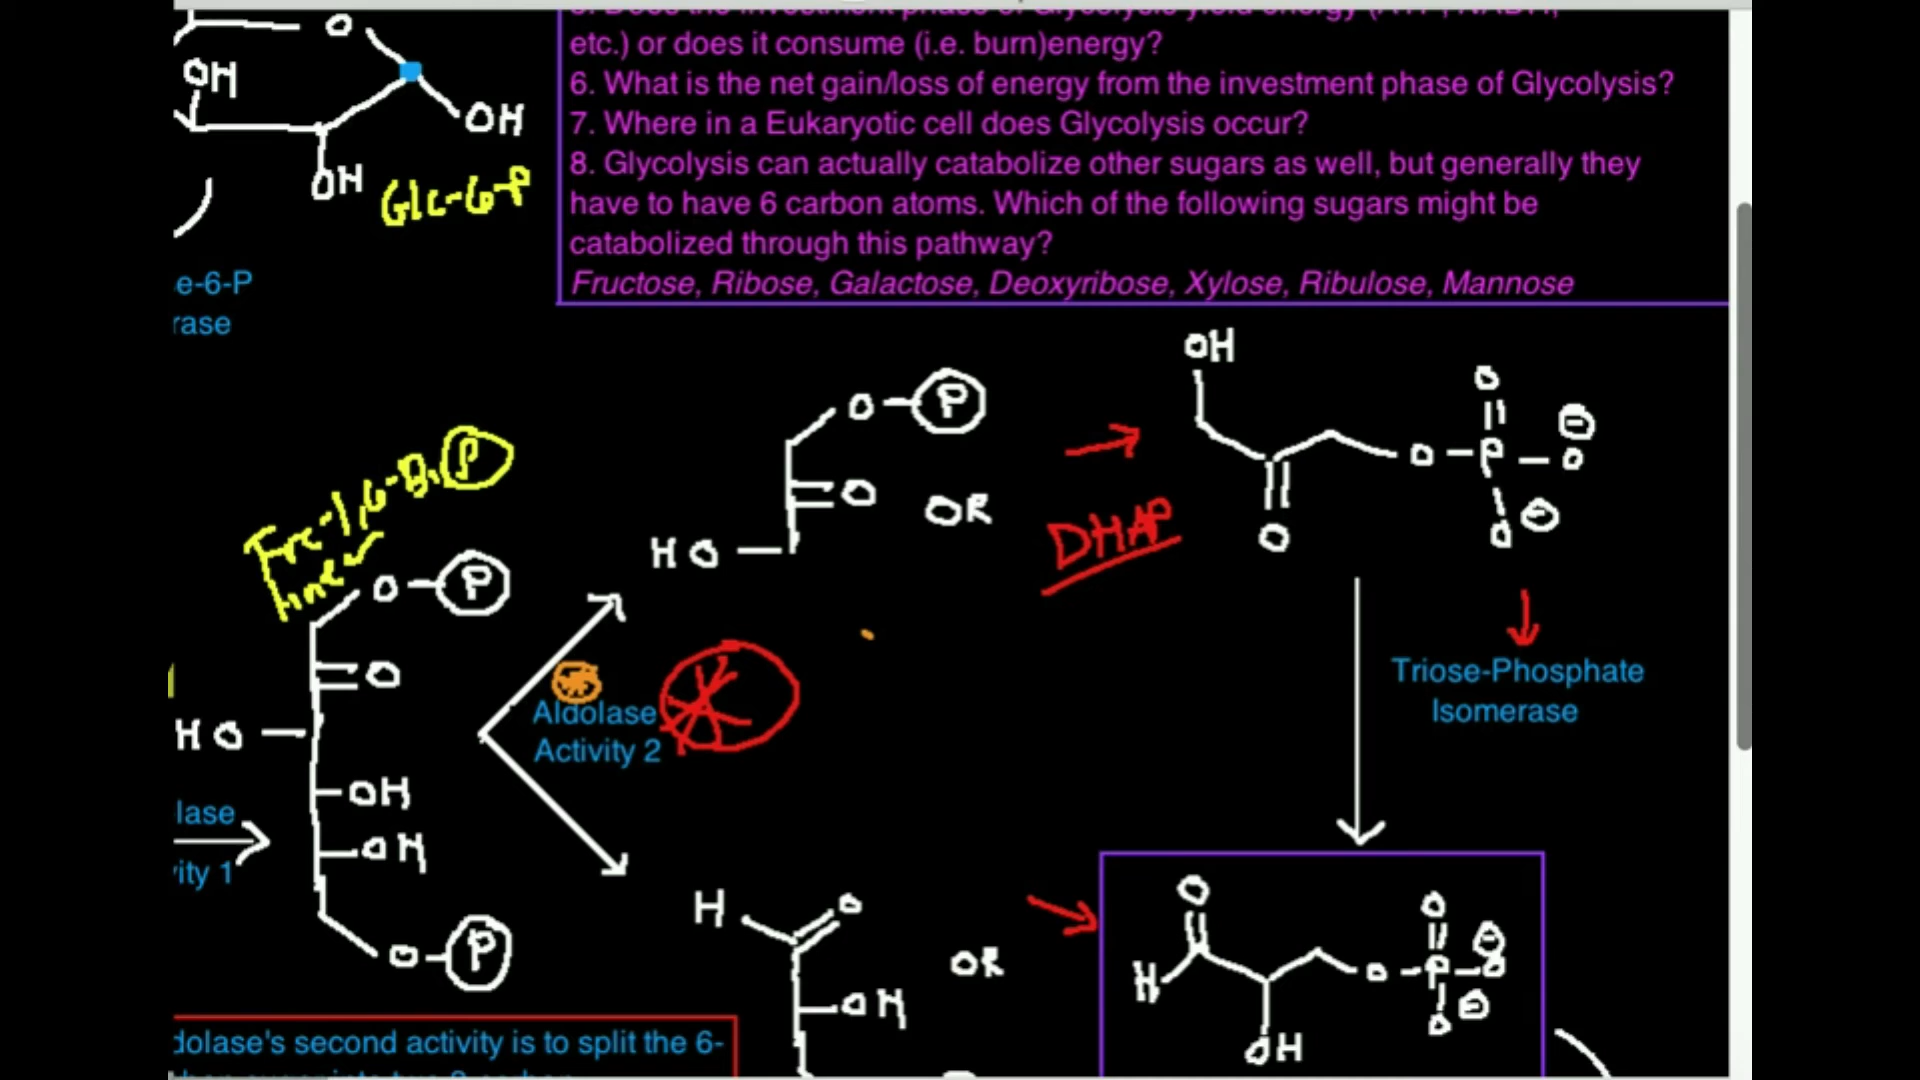 etc.) or does it consume (i.e. burn)energy?
6. What is the net gain/loss of energy from the investment phase of Glycolysis?
7. Where in a Eukaryotic cell does Glycolysis occur?
8. Glycolysis can actually catabolize other sugars as well, but generally they
have to have 6 carbon atoms. Which of the following sugars might be
catabolized through this pathway?
Fructose, Ribose, Galactose, Deoxyribose, Xylose, Ribulose, Mannose
O
OH
OH
OH
Glc-6-P
e-6-P
rase
Frc-1,6-Bi P
O-P
O
HO
OH
OH
O-P
lase
ity 1
O-P
O
HO
OR
DHAP
OH
O
O
O-P-O
O
Aldolase
Activity 2
Triose-Phosphate
Isomerase
H
O
OH
OR
O
H
OH
O
O-P-O
O
dolase's second activity is to split the 6-